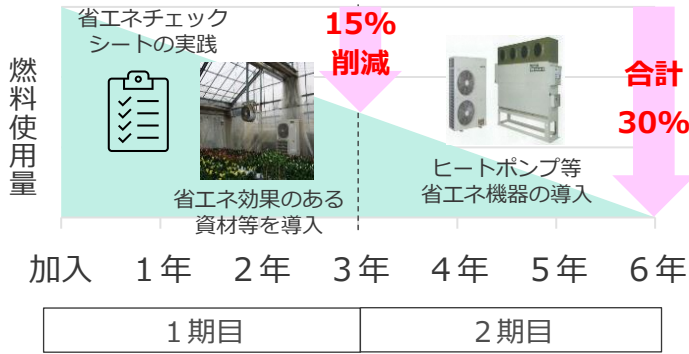 省エネチェック
シートの実践
15%
削減
合計
30%
燃料使用量
省エネ効果のある
資材等を導入
ヒートポンプ等
省エネ機器の導入
加入 １年 ２年 ３年 ４年 ５年 ６年
１期目 ２期目